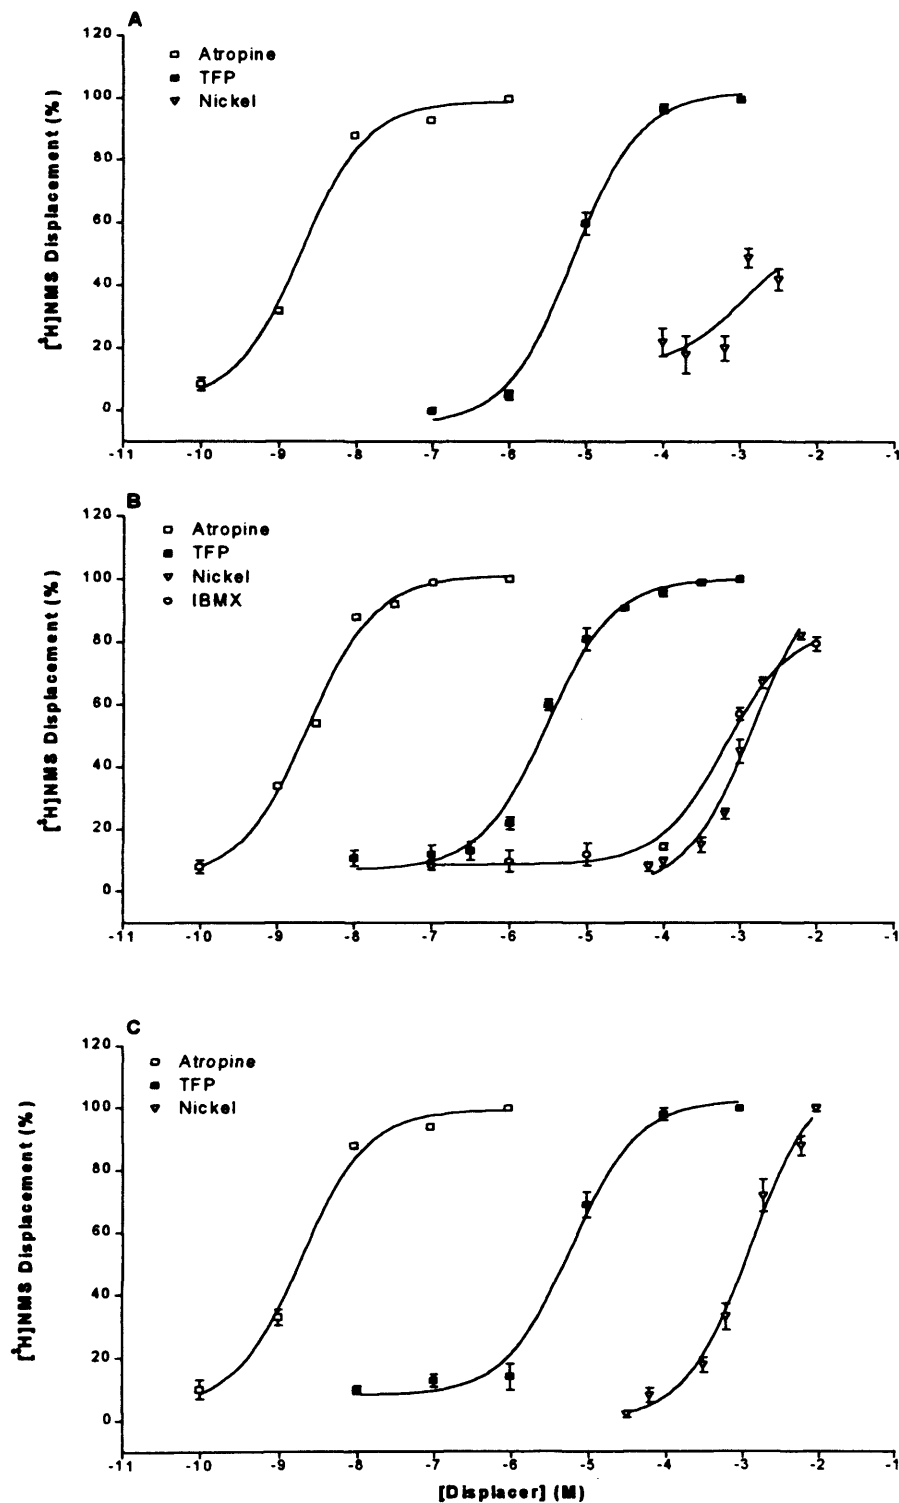 A
120
100
80
60
40
20
0
[³H]NMS Displacement (%)
Atropine
TFP
Nickel
-11 -10 -9 -8 -7 -6 -5 -4 -3 -2 -1
B
120
100
80
60
40
20
0
[³H]NMS Displacement (%)
Atropine
TFP
Nickel
IBMX
-11 -10 -9 -8 -7 -6 -5 -4 -3 -2 -1
C
120
100
80
60
40
20
0
[³H]NMS Displacement (%)
Atropine
TFP
Nickel
-11 -10 -9 -8 -7 -6 -5 -4 -3 -2 -1
[Displacer] (M)